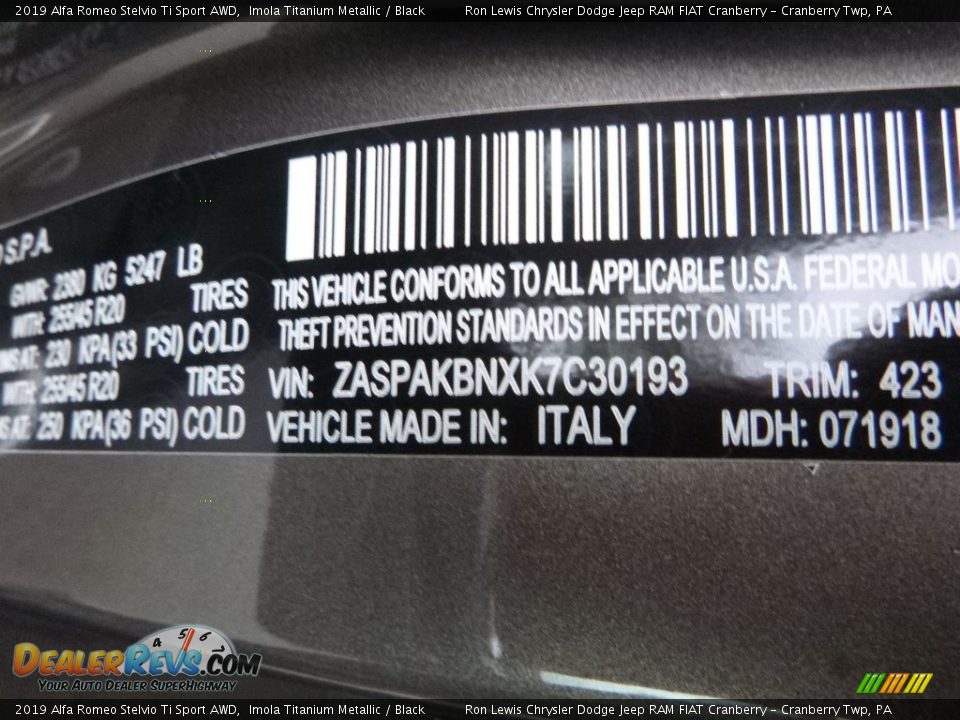 2019 Alfa Romeo Stelvio Ti Sport AWD, Imola Titanium Metallic / Black Ron Lewis Chrysler Dodge Jeep RAM FIAT Cranberry - Cranberry Twp, PA
S.P.A.
GVWR: 2380 KG 5247 LB
WITH: 255/45 R20 TIRES
AT: 230 KPA(33 PSI) COLD
WITH: 255/45 R20 TIRES
AT: 250 KPA(36 PSI) COLD
THIS VEHICLE CONFORMS TO ALL APPLICABLE U.S.A. FEDERAL MO
THEFT PREVENTION STANDARDS IN EFFECT ON THE DATE OF MAN
VIN: ZASPAKBNXK7C30193 TRIM: 423
VEHICLE MADE IN: ITALY MDH: 071918
4 5 6
DEALERREVS.COM
YOUR AUTO DEALER SUPERHIGHWAY
2019 Alfa Romeo Stelvio Ti Sport AWD, Imola Titanium Metallic / Black Ron Lewis Chrysler Dodge Jeep RAM FIAT Cranberry - Cranberry Twp, PA